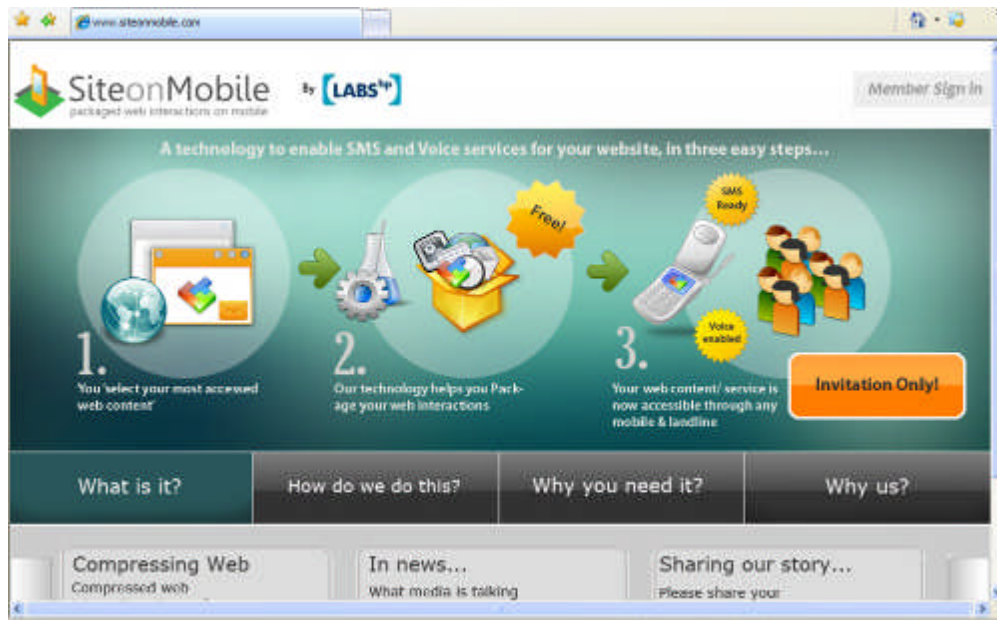 www.siteonmobile.com
SiteonMobile
packaged web interactions on mobile
By [LABS hp]
Member Sign in
A technology to enable SMS and Voice services for your website, in three easy steps...
Free!
SMS
Ready
Voice
enabled
1.
You 'select your most accessed
web content'
2.
Our technology helps you Pack-
age your web interactions
3.
Your web content/ service is
now accessible through any
mobile & landline
Invitation Only!
What is it?
How do we do this?
Why you need it?
Why us?
Compressing Web
Compressed web
In news...
What media is talking
Sharing our story...
Please share your